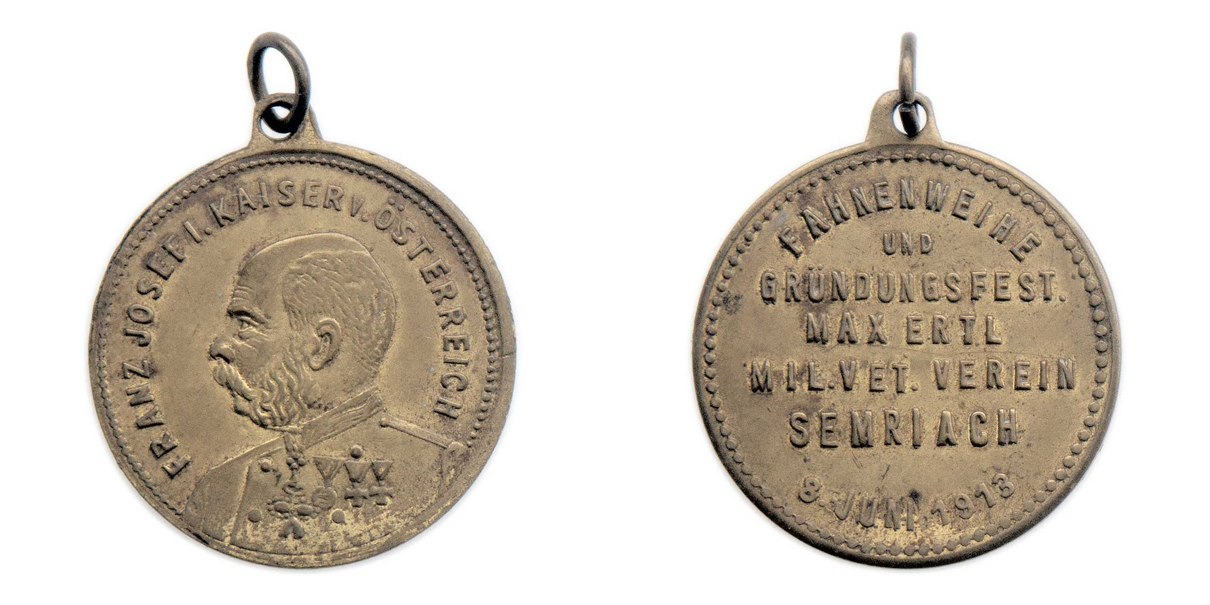 FRANZ JOSEF I. KAISER V. ÖSTERREICH
FAHNENWEIHE
UND
GRÜNDUNGSFEST.
MAX ERTL
MIL.VET. VEREIN
SEMRIACH
8. JUNI 1913